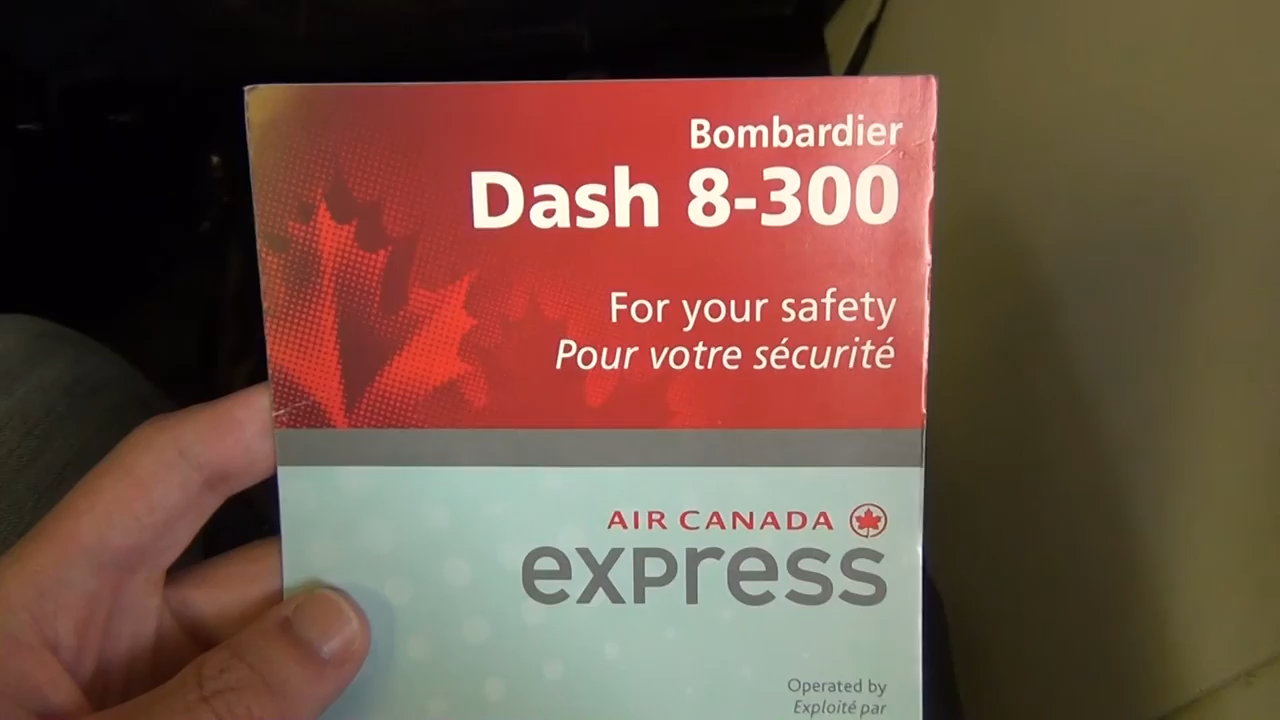 Bombardier
Dash 8-300
For your safety
Pour votre sécurité
AIR CANADA
express
Operated by
Exploité par